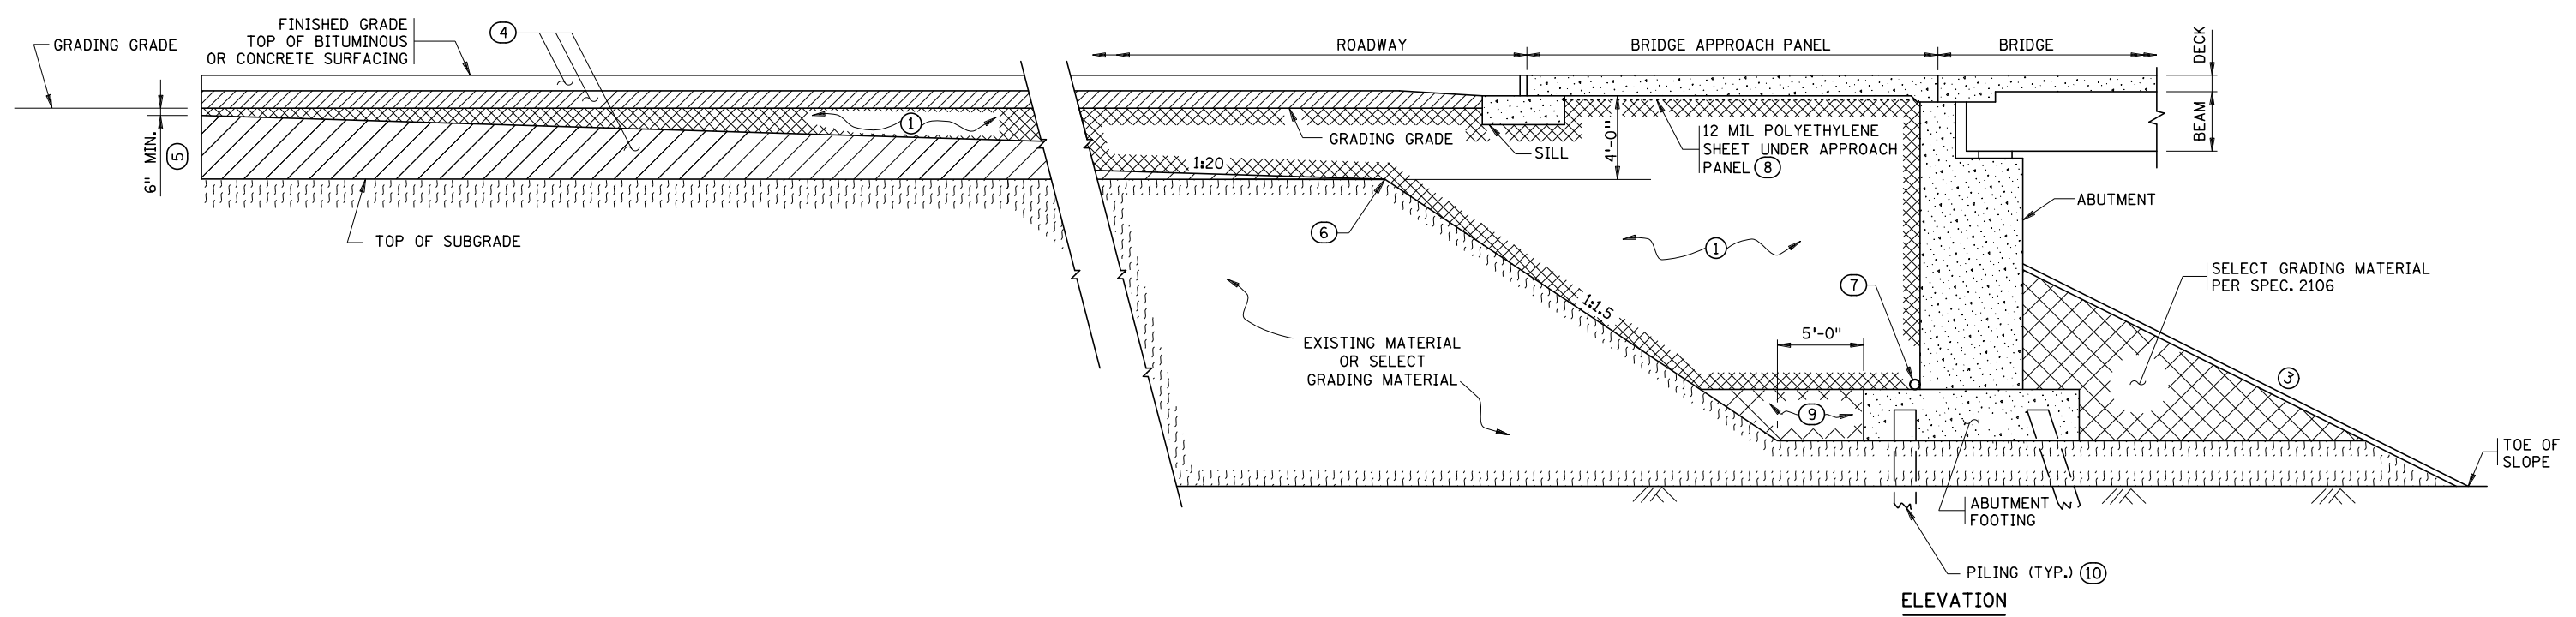 FINISHED GRADE
TOP OF BITUMINOUS
OR CONCRETE SURFACING
GRADING GRADE
4
ROADWAY
BRIDGE APPROACH PANEL
BRIDGE
DECK
BEAM
6" MIN.
5
1
GRADING GRADE
SILL
4'-0"
12 MIL POLYETHYLENE
SHEET UNDER APPROACH
PANEL 8
1:20
TOP OF SUBGRADE
6
1
ABUTMENT
7
SELECT GRADING MATERIAL
PER SPEC. 2106
1:1.5
5'-0"
EXISTING MATERIAL
OR SELECT
GRADING MATERIAL
9
3
TOE OF
SLOPE
ABUTMENT
FOOTING
PILING (TYP.) 10
ELEVATION